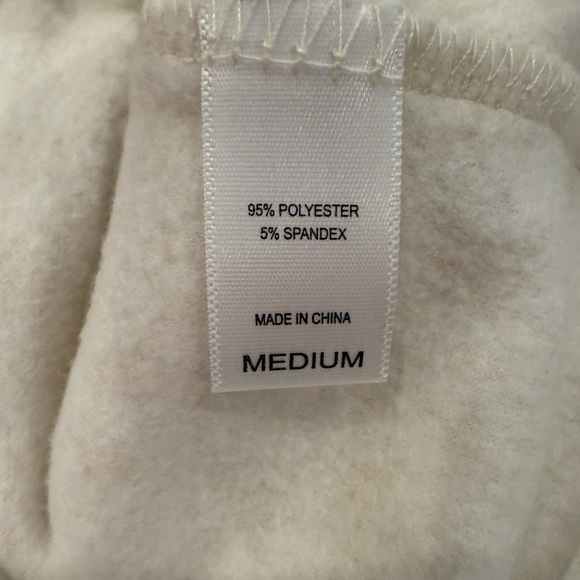 95% POLYESTER
5% SPANDEX
MADE IN CHINA
MEDIUM